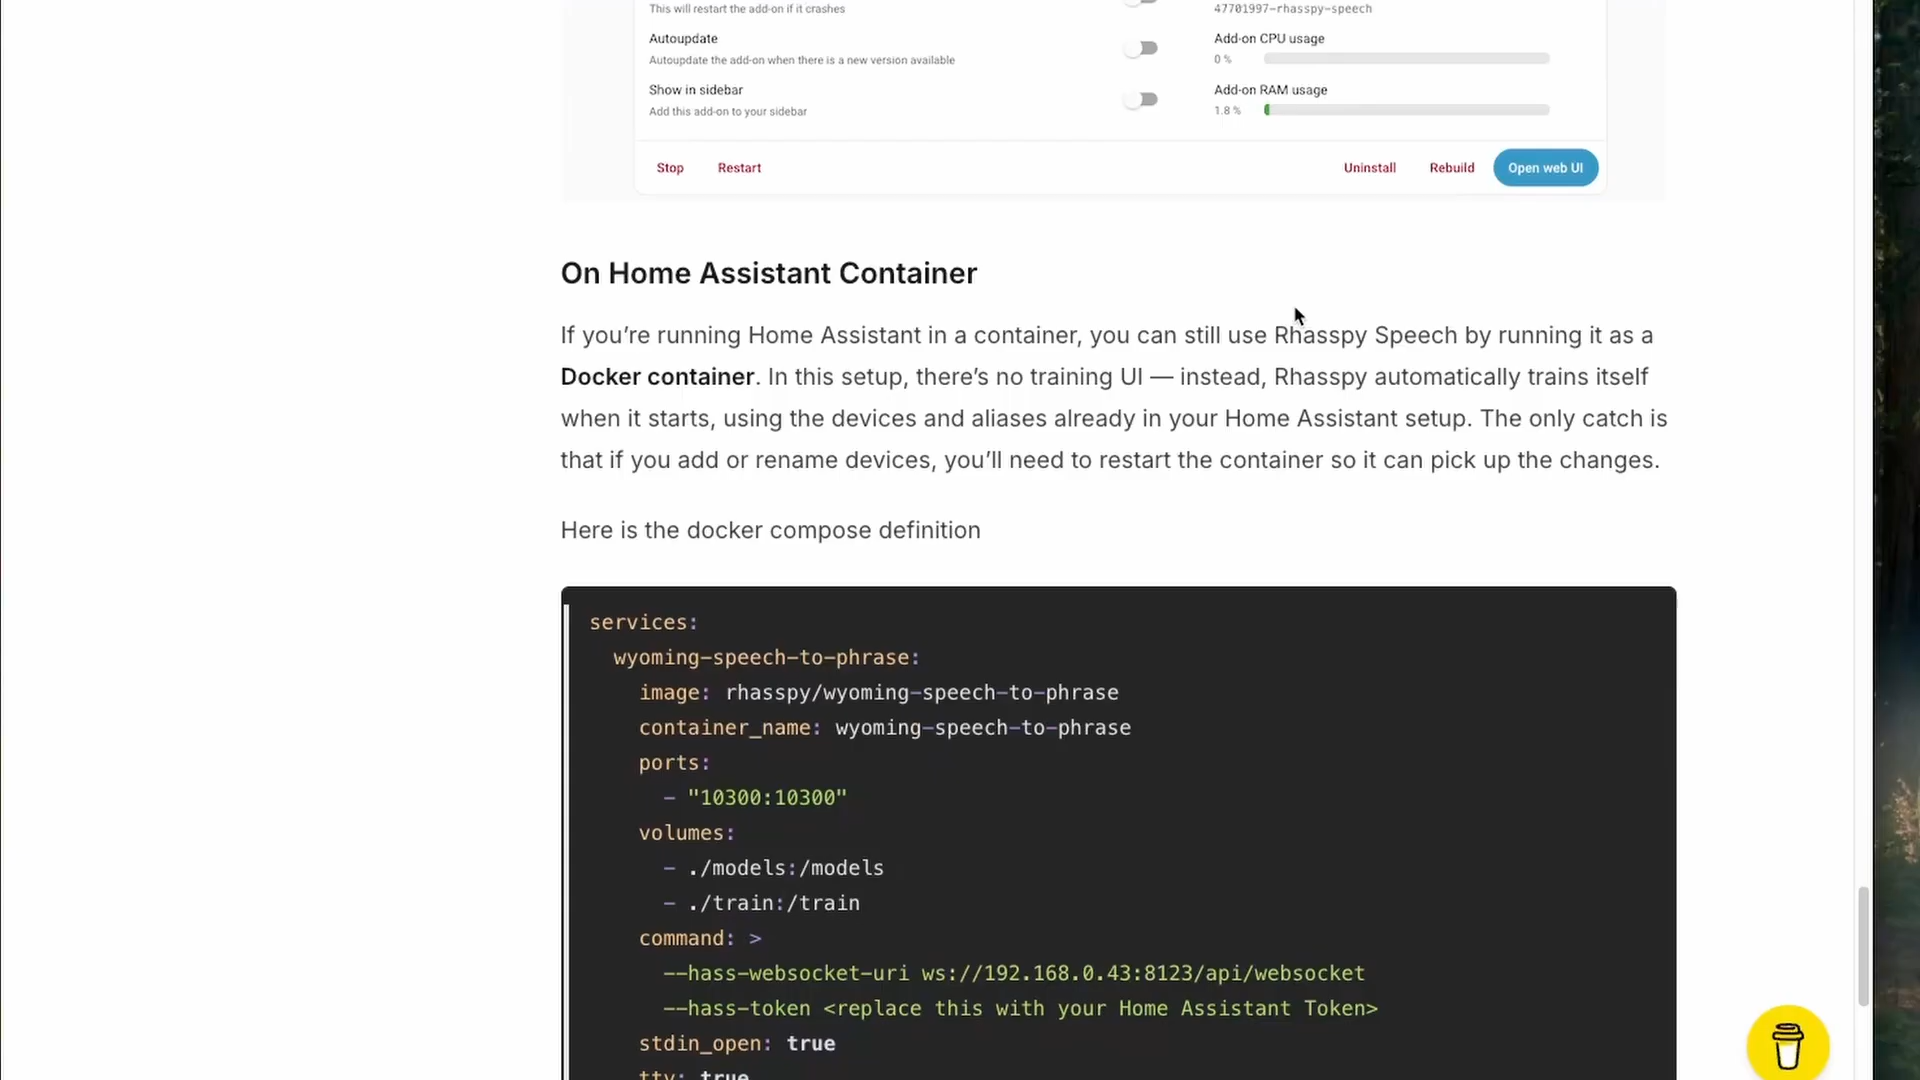 This will restart the add-on if it crashes
47701997-rhasspy-speech
Autoupdate
Add-on CPU usage
Autoupdate the add-on when there is a new version available
0 %
Show in sidebar
Add-on RAM usage
Add this add-on to your sidebar
1.8 %
Stop
Restart
Uninstall
Rebuild
Open web UI
On Home Assistant Container
If you’re running Home Assistant in a container, you can still use Rhasspy Speech by running it as a
Docker container. In this setup, there’s no training UI — instead, Rhasspy automatically trains itself
when it starts, using the devices and aliases already in your Home Assistant setup. The only catch is
that if you add or rename devices, you’ll need to restart the container so it can pick up the changes.
Here is the docker compose definition
services:
wyoming-speech-to-phrase:
image: rhasspy/wyoming-speech-to-phrase
container_name: wyoming-speech-to-phrase
ports:
- "10300:10300"
volumes:
- ./models:/models
- ./train:/train
command: >
--hass-websocket-uri ws://192.168.0.43:8123/api/websocket
--hass-token <replace this with your Home Assistant Token>
stdin_open: true
tty: true